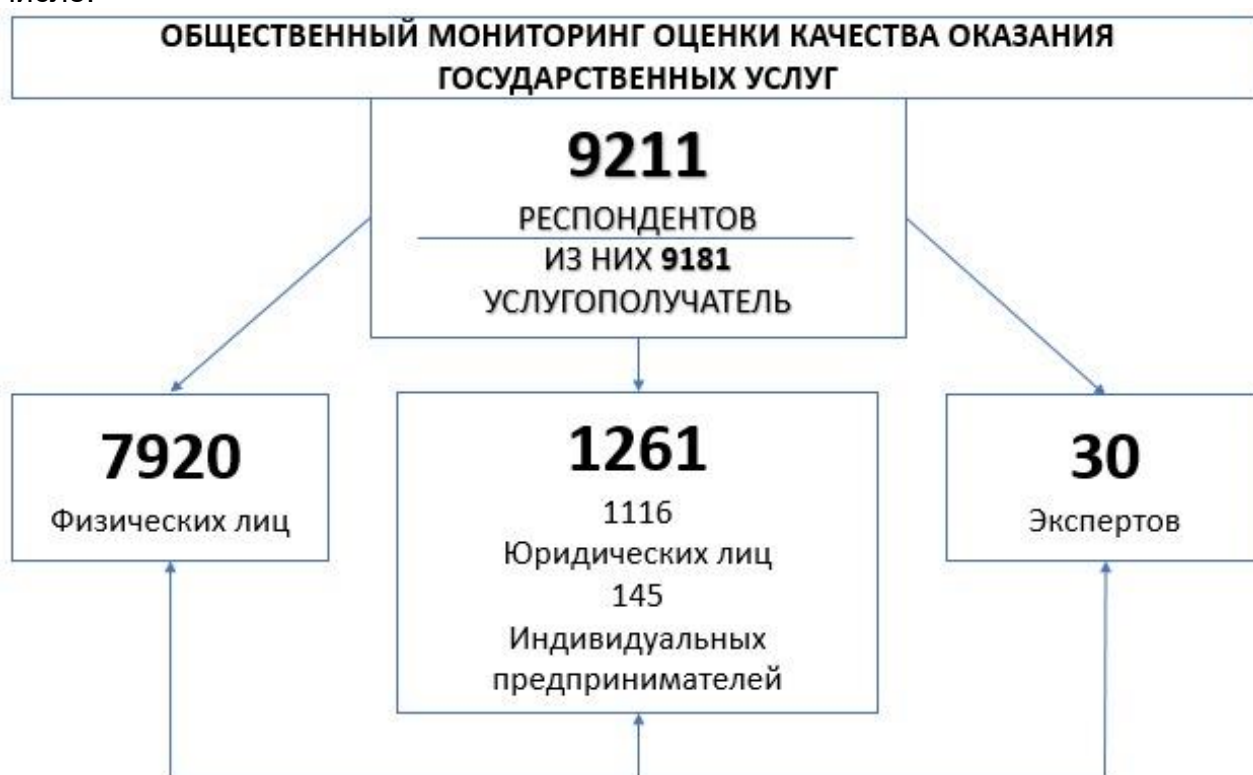 ОБЩЕСТВЕННЫЙ МОНИТОРИНГ ОЦЕНКИ КАЧЕСТВА ОКАЗАНИЯ
ГОСУДАРСТВЕННЫХ УСЛУГ
9211
РЕСПОНДЕНТОВ
ИЗ НИХ 9181
УСЛУГОПОЛУЧАТЕЛЬ
7920
Физических лиц
1261
1116
Юридических лиц
145
Индивидуальных
предпринимателей
30
Экспертов